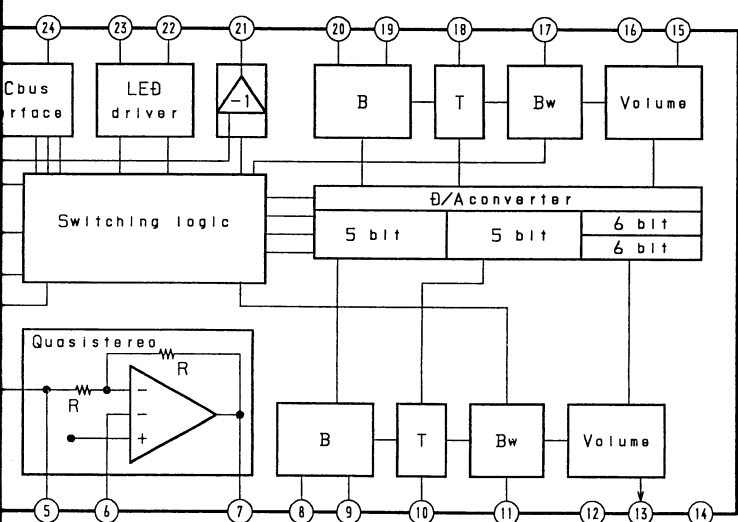 24 23 22 21 20 19 18 17 16 15
Cbus
rface
LED
driver
-1
B
T
Bw
Volume
Switching logic
D/A converter
5 bit
5 bit
6 bit
6 bit
Quasistereo
R
R
-
-
+
B
T
Bw
Volume
5 6 7 8 9 10 11 12 13 14